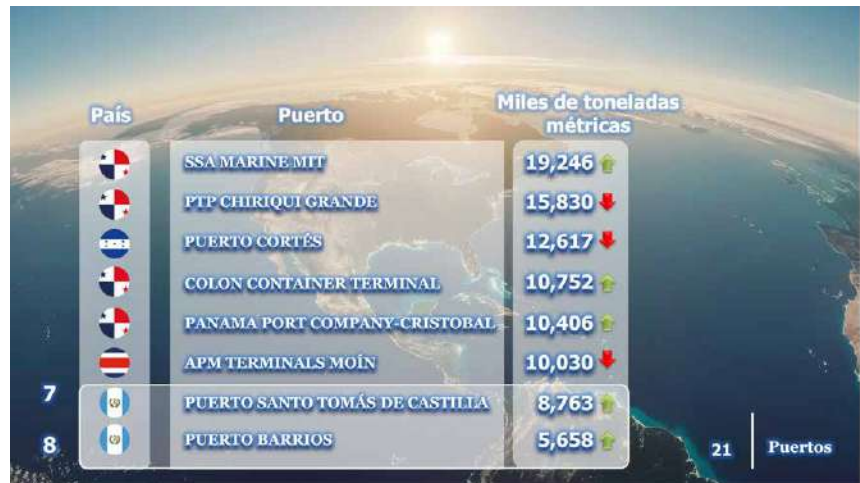 País Puerto Miles de toneladas
métricas
SSA MARINE MIT 19,246
PTP CHIRIQUI GRANDE 15,830
PUERTO CORTÉS 12,617
COLON CONTAINER TERMINAL 10,752
PANAMA PORT COMPANY-CRISTOBAL 10,406
APM TERMINALS MOÍN 10,030
7 PUERTO SANTO TOMÁS DE CASTILLA 8,763
8 PUERTO BARRIOS 5,658
21 Puertos